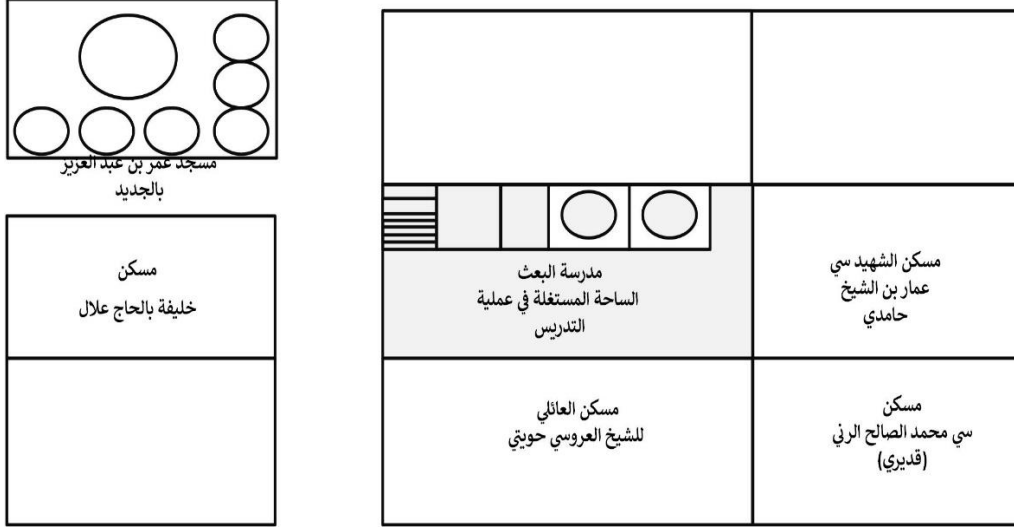 مسجد عمر بن عبد العزيز
بالجديد
مسكن
خليفة بالحاج علال
مدرسة البعث
الساحة المستغلة في عملية
التدريس
مسكن الشهيد سي
عمار بن الشيخ
حامدي
مسكن العائلي
للشيخ العروسي حويتي
مسكن
سي محمد الصالح الرني
(قديري)